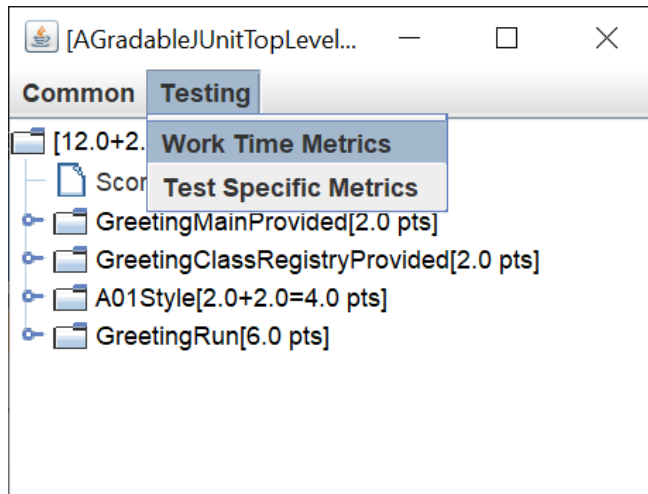 [AGradableJUnitTopLevel...
Common Testing
[12.0+2.
Work Time Metrics
Scor
Test Specific Metrics
GreetingMainProvided[2.0 pts]
GreetingClassRegistryProvided[2.0 pts]
A01Style[2.0+2.0=4.0 pts]
GreetingRun[6.0 pts]